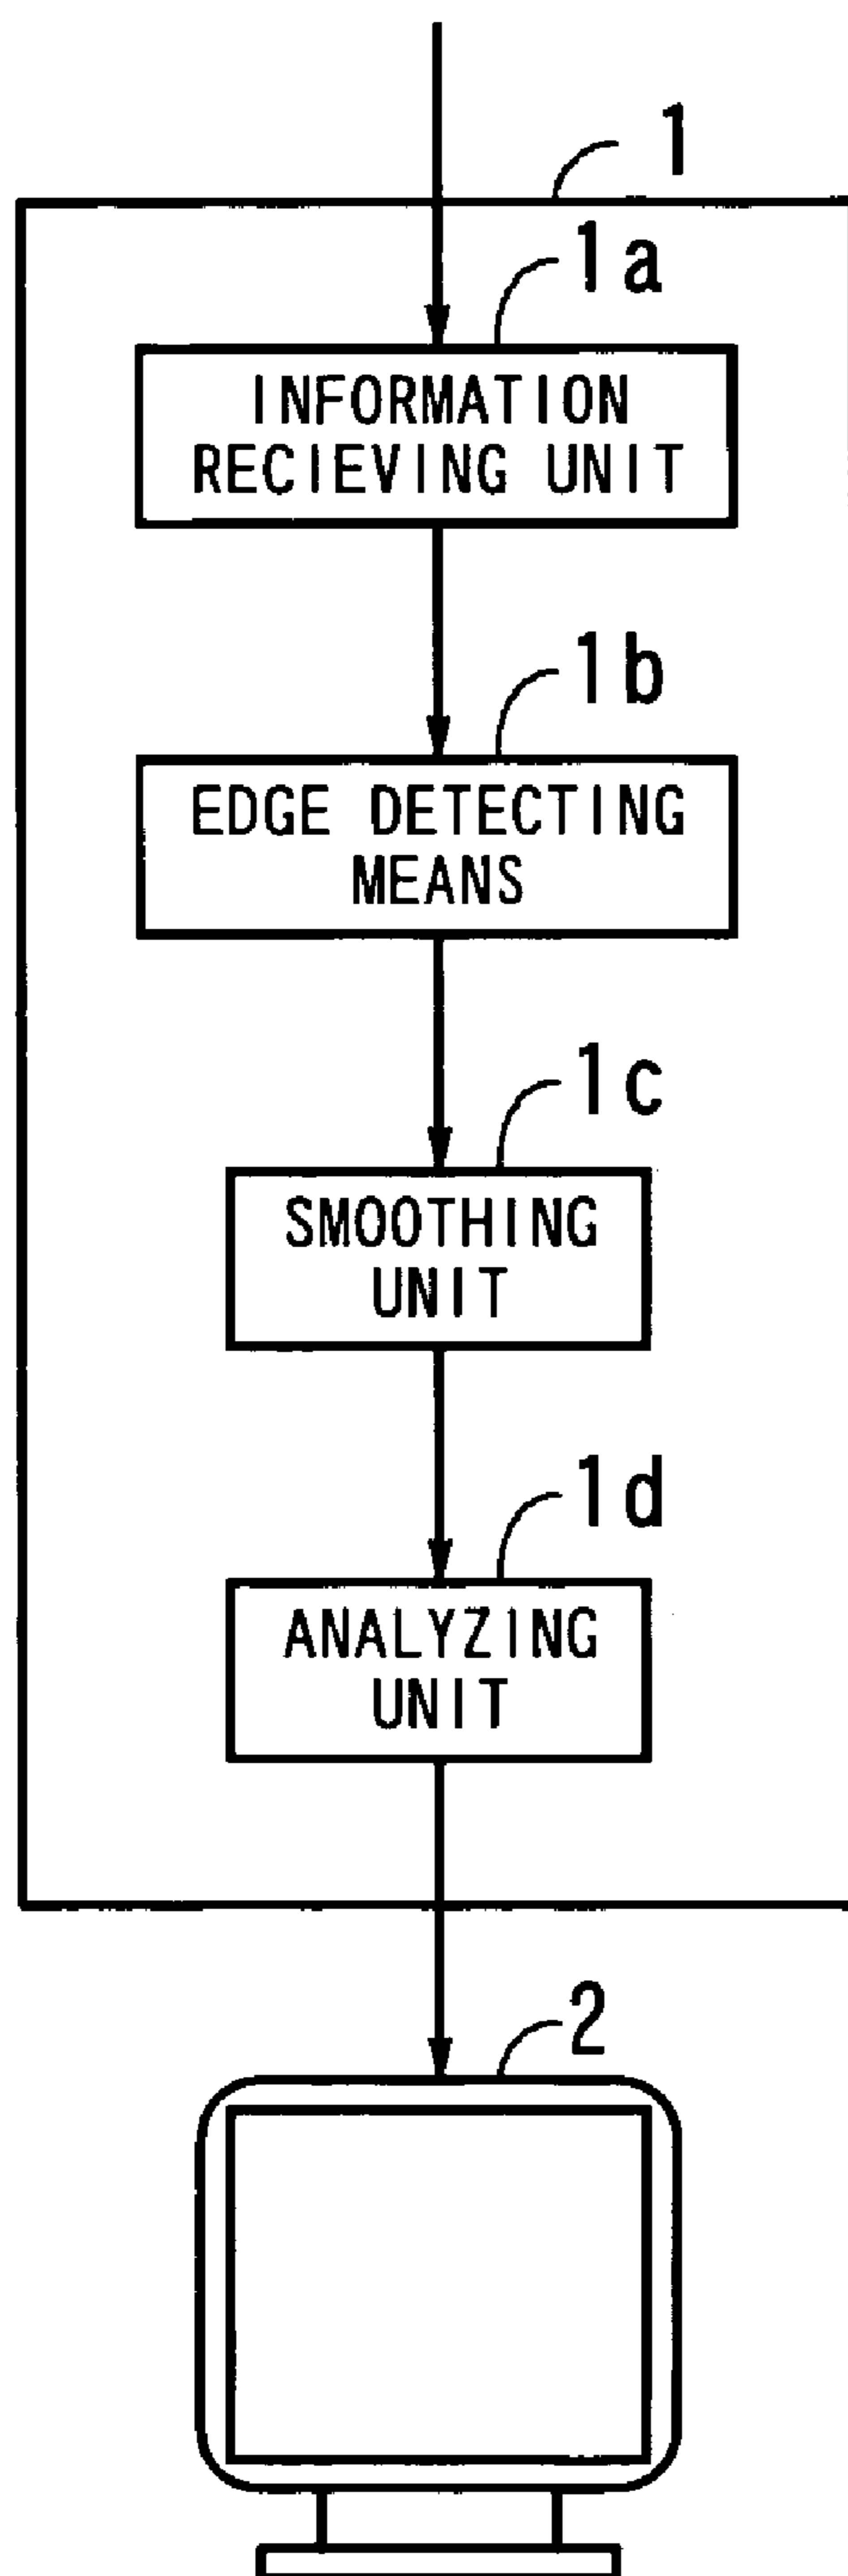 1
1a
INFORMATION
RECIEVING UNIT
1b
EDGE DETECTING
MEANS
1c
SMOOTHING
UNIT
1d
ANALYZING
UNIT
2